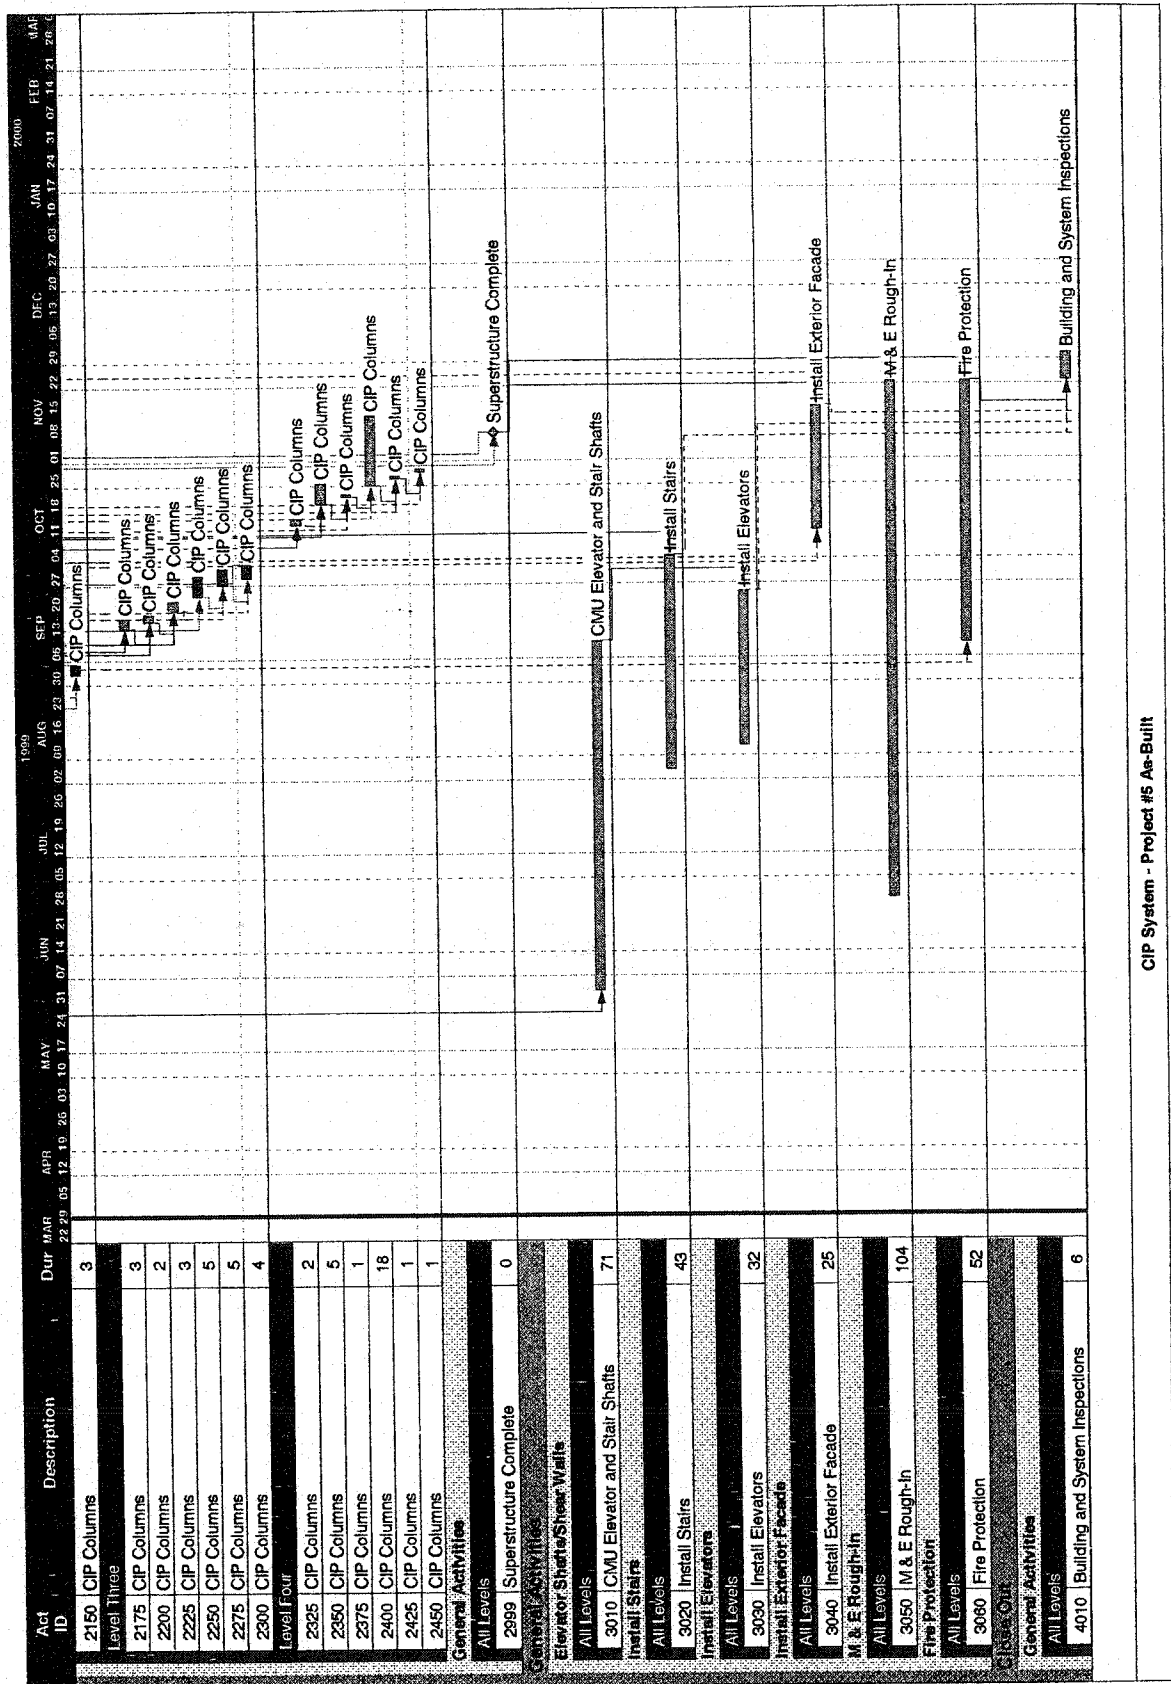 Act ID Description Dur
1999 2000
MAR APR MAY JUN JUL AUG SEP OCT NOV DEC JAN FEB MAR
22 29 05 12 19 26 03 10 17 24 31 07 14 21 28 05 12 19 26 02 09 16 23 30 06 13 20 27 04 11 18 25 01 08 15 22 29 06 13 20 27 03 10 17 24 31 07 14 21 28
2150 CIP Columns 3 CIP Columns
Level Three
2175 CIP Columns 3 CIP Columns
2200 CIP Columns 2 CIP Columns
2225 CIP Columns 3 CIP Columns
2250 CIP Columns 5 CIP Columns
2275 CIP Columns 5 CIP Columns
2300 CIP Columns 4 CIP Columns
Level Four
2325 CIP Columns 2 CIP Columns
2350 CIP Columns 5 CIP Columns
2375 CIP Columns 1 CIP Columns
2400 CIP Columns 18 CIP Columns
2425 CIP Columns 1 CIP Columns
2450 CIP Columns 1 CIP Columns
General Activities
All Levels
2999 Superstructure Complete 0 Superstructure Complete
General Activities
Elevator Shafts/Shear Walls
All Levels
3010 CMU Elevator and Stair Shafts 71 CMU Elevator and Stair Shafts
Install Stairs
All Levels
3020 Install Stairs 43 Install Stairs
Install Elevators
All Levels
3030 Install Elevators 32 Install Elevators
Install Exterior Facade
All Levels
3040 Install Exterior Facade 25 Install Exterior Facade
M & E Rough-In
All Levels
3050 M & E Rough-In 104 M & E Rough-In
Fire Protection
All Levels
3060 Fire Protection 52 Fire Protection
Close Out
General Activities
All Levels
4010 Building and System Inspections 6 Building and System Inspections
CIP System - Project #5 As-Built